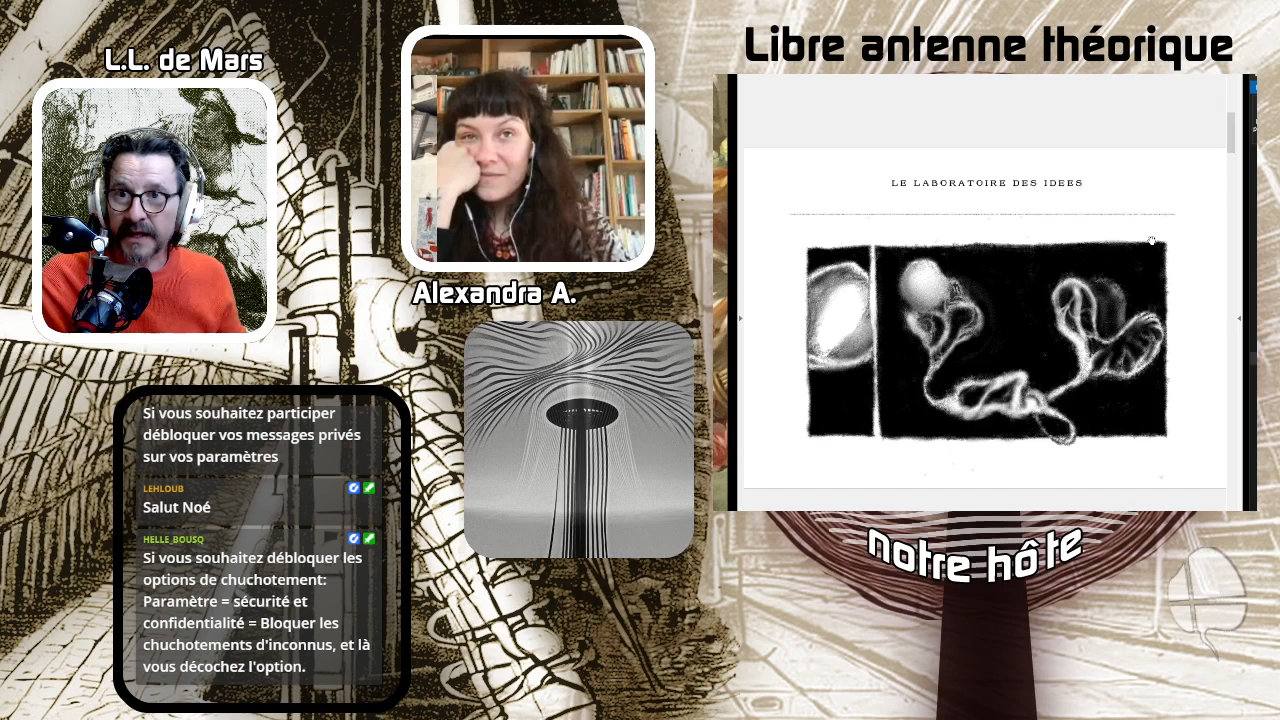 L.L. de Mars
Libre antenne théorique
LE LABORATOIRE DES IDEES
Alexandra A.
Si vous souhaitez participer
débloquer vos messages privés
sur vos paramètres
LEHLOUB
Salut Noé
HELLE_BOUSQ
Si vous souhaitez débloquer les
options de chuchotement:
Paramètre = sécurité et
confidentialité = Bloquer les
chuchotements d'inconnus, et là
vous décochez l'option.
notre hôte